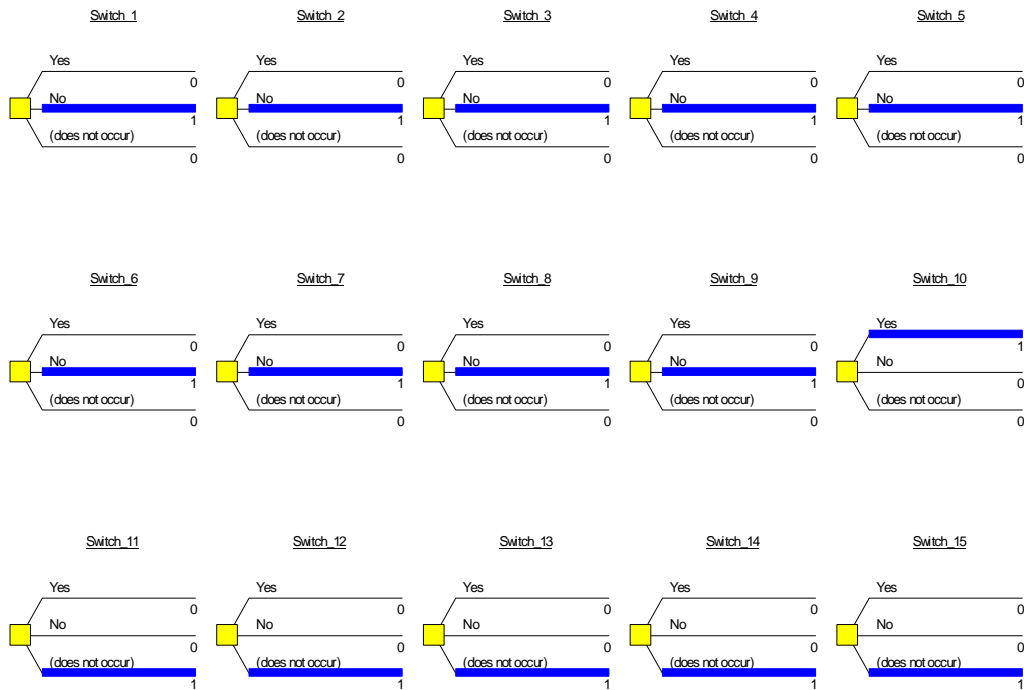 Switch_1
Switch_2
Switch_3
Switch_4
Switch_5
Yes
Yes
Yes
Yes
Yes
0
0
0
0
0
No
No
No
No
No
1
1
1
1
1
(does not occur)
(does not occur)
(does not occur)
(does not occur)
(does not occur)
0
0
0
0
0
Switch_6
Switch_7
Switch_8
Switch_9
Switch_10
Yes
Yes
Yes
Yes
Yes
0
0
0
0
1
No
No
No
No
No
1
1
1
1
0
(does not occur)
(does not occur)
(does not occur)
(does not occur)
(does not occur)
0
0
0
0
0
Switch_11
Switch_12
Switch_13
Switch_14
Switch_15
Yes
Yes
Yes
Yes
Yes
0
0
0
0
0
No
No
No
No
No
0
0
0
0
0
(does not occur)
(does not occur)
(does not occur)
(does not occur)
(does not occur)
1
1
1
1
1